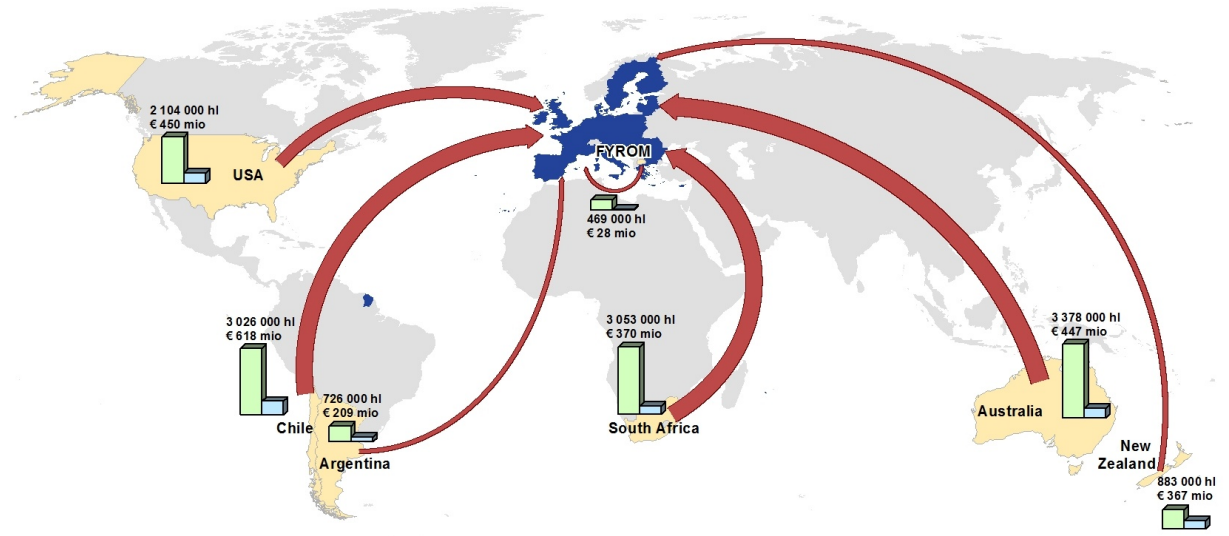 2 104 000 hl
€ 450 mio
USA
FYROM
469 000 hl
€ 28 mio
3 026 000 hl
€ 618 mio
Chile
726 000 hl
€ 209 mio
Argentina
3 053 000 hl
€ 370 mio
South Africa
3 378 000 hl
€ 447 mio
Australia
New
Zealand
883 000 hl
€ 367 mio